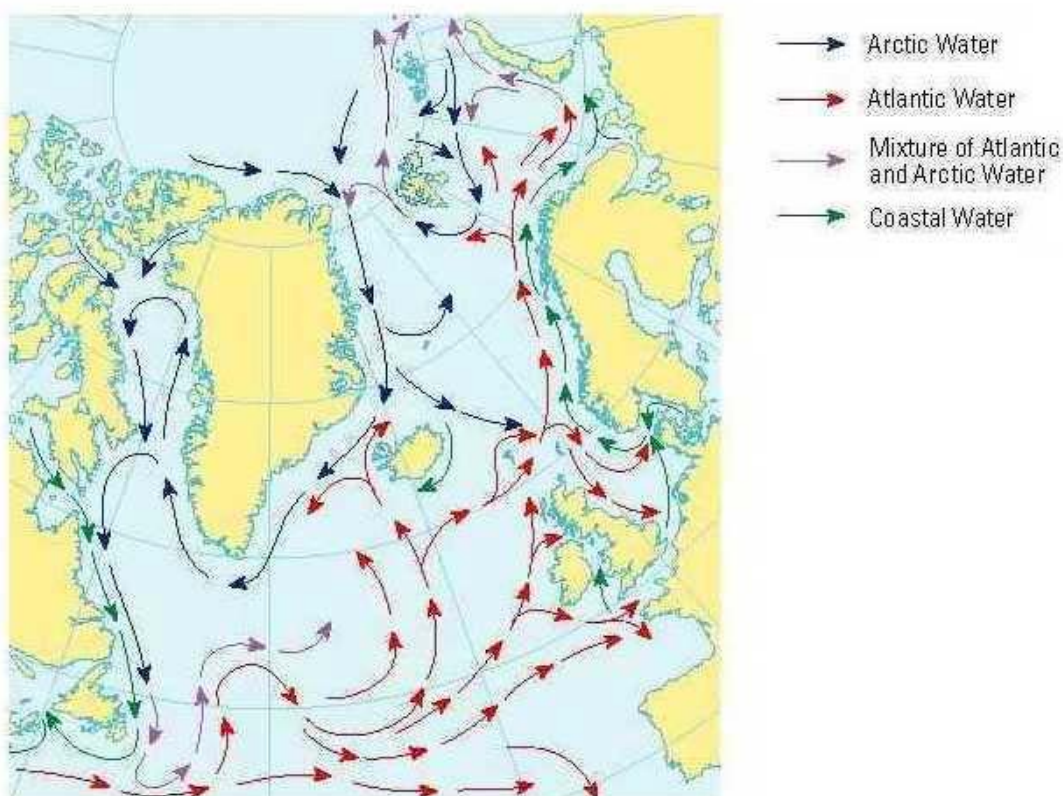 Arctic Water
Atlantic Water
Mixture of Atlantic
and Arctic Water
Coastal Water